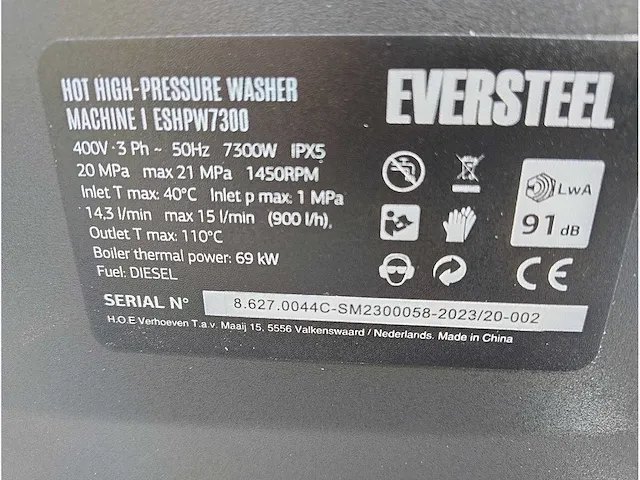 HOT HIGH-PRESSURE WASHER
MACHINE | ESHPW7300
EVERSTEEL
400V · 3 Ph ~ 50Hz 7300W IPX5
20 MPa max 21 MPa 1450RPM
Inlet T max: 40°C Inlet p max: 1 MPa
14.3 l/min max 15 l/min (900 l/h),
Outlet T max: 110°C
Boiler thermal power: 69 kW
Fuel: DIESEL
LWA
91 dB
CE
SERIAL N° 8.627.0044C-SM2300058-2023/20-002
H.O.E Verhoeven T.a.v. Maaij 15, 5556 Valkenswaard / Nederlands. Made in China